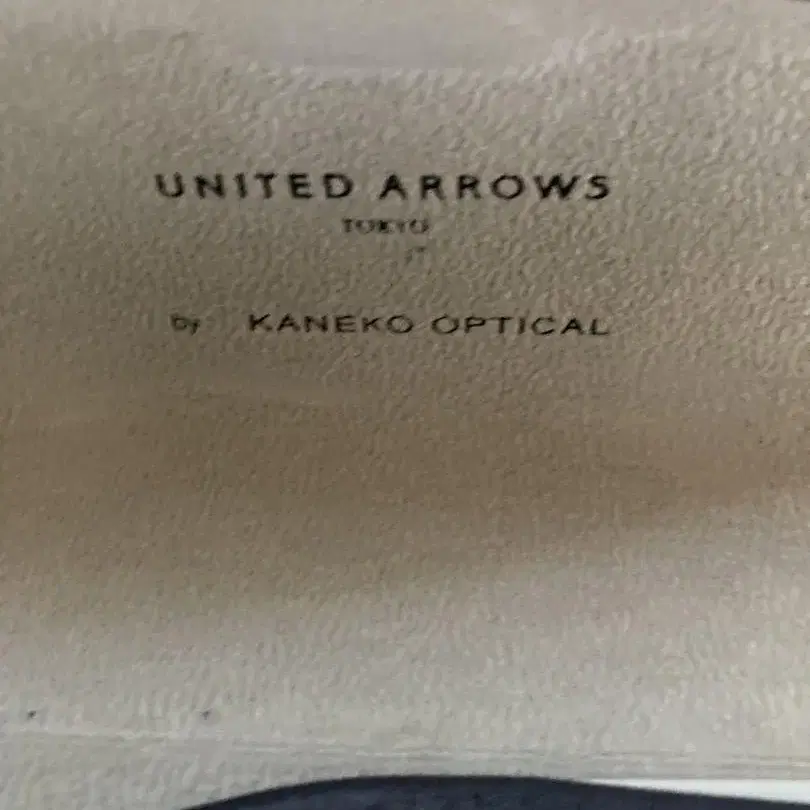 UNITED ARROWS
TOKYO
by KANEKO OPTICAL